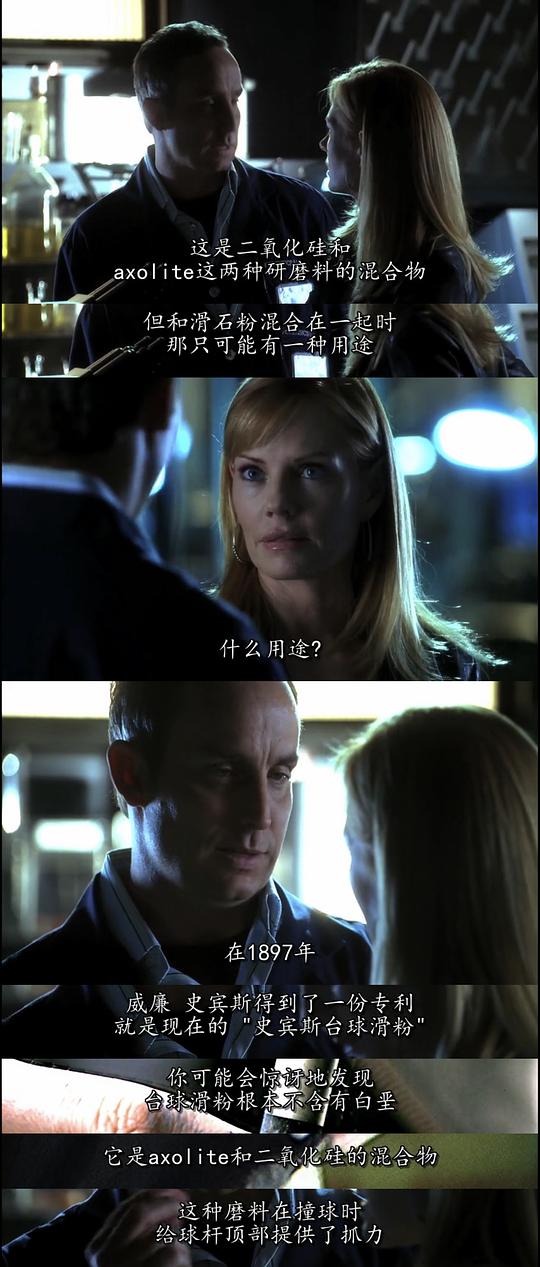 这是二氧化硅和
axolite这两种研磨料的混合物
但和滑石粉混合在一起时
那只可能有一种用途
什么用途?
在1897年
威廉 史宾斯得到了一份专利
就是现在的 "史宾斯台球滑粉"
你可能会惊讶地发现
台球滑粉根本不含有白垩
它是axolite和二氧化硅的混合物
这种磨料在撞球时
给球杆顶部提供了抓力